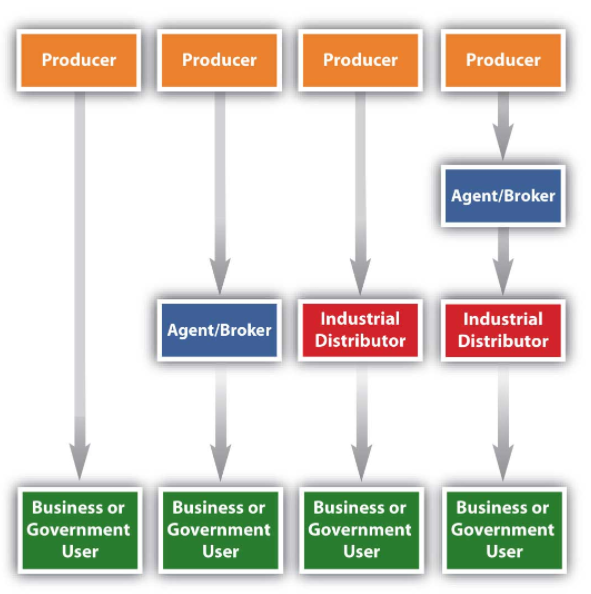 Producer
Producer
Producer
Producer
Agent/Broker
Agent/Broker
Industrial
Distributor
Industrial
Distributor
Business or
Government
User
Business or
Government
User
Business or
Government
User
Business or
Government
User